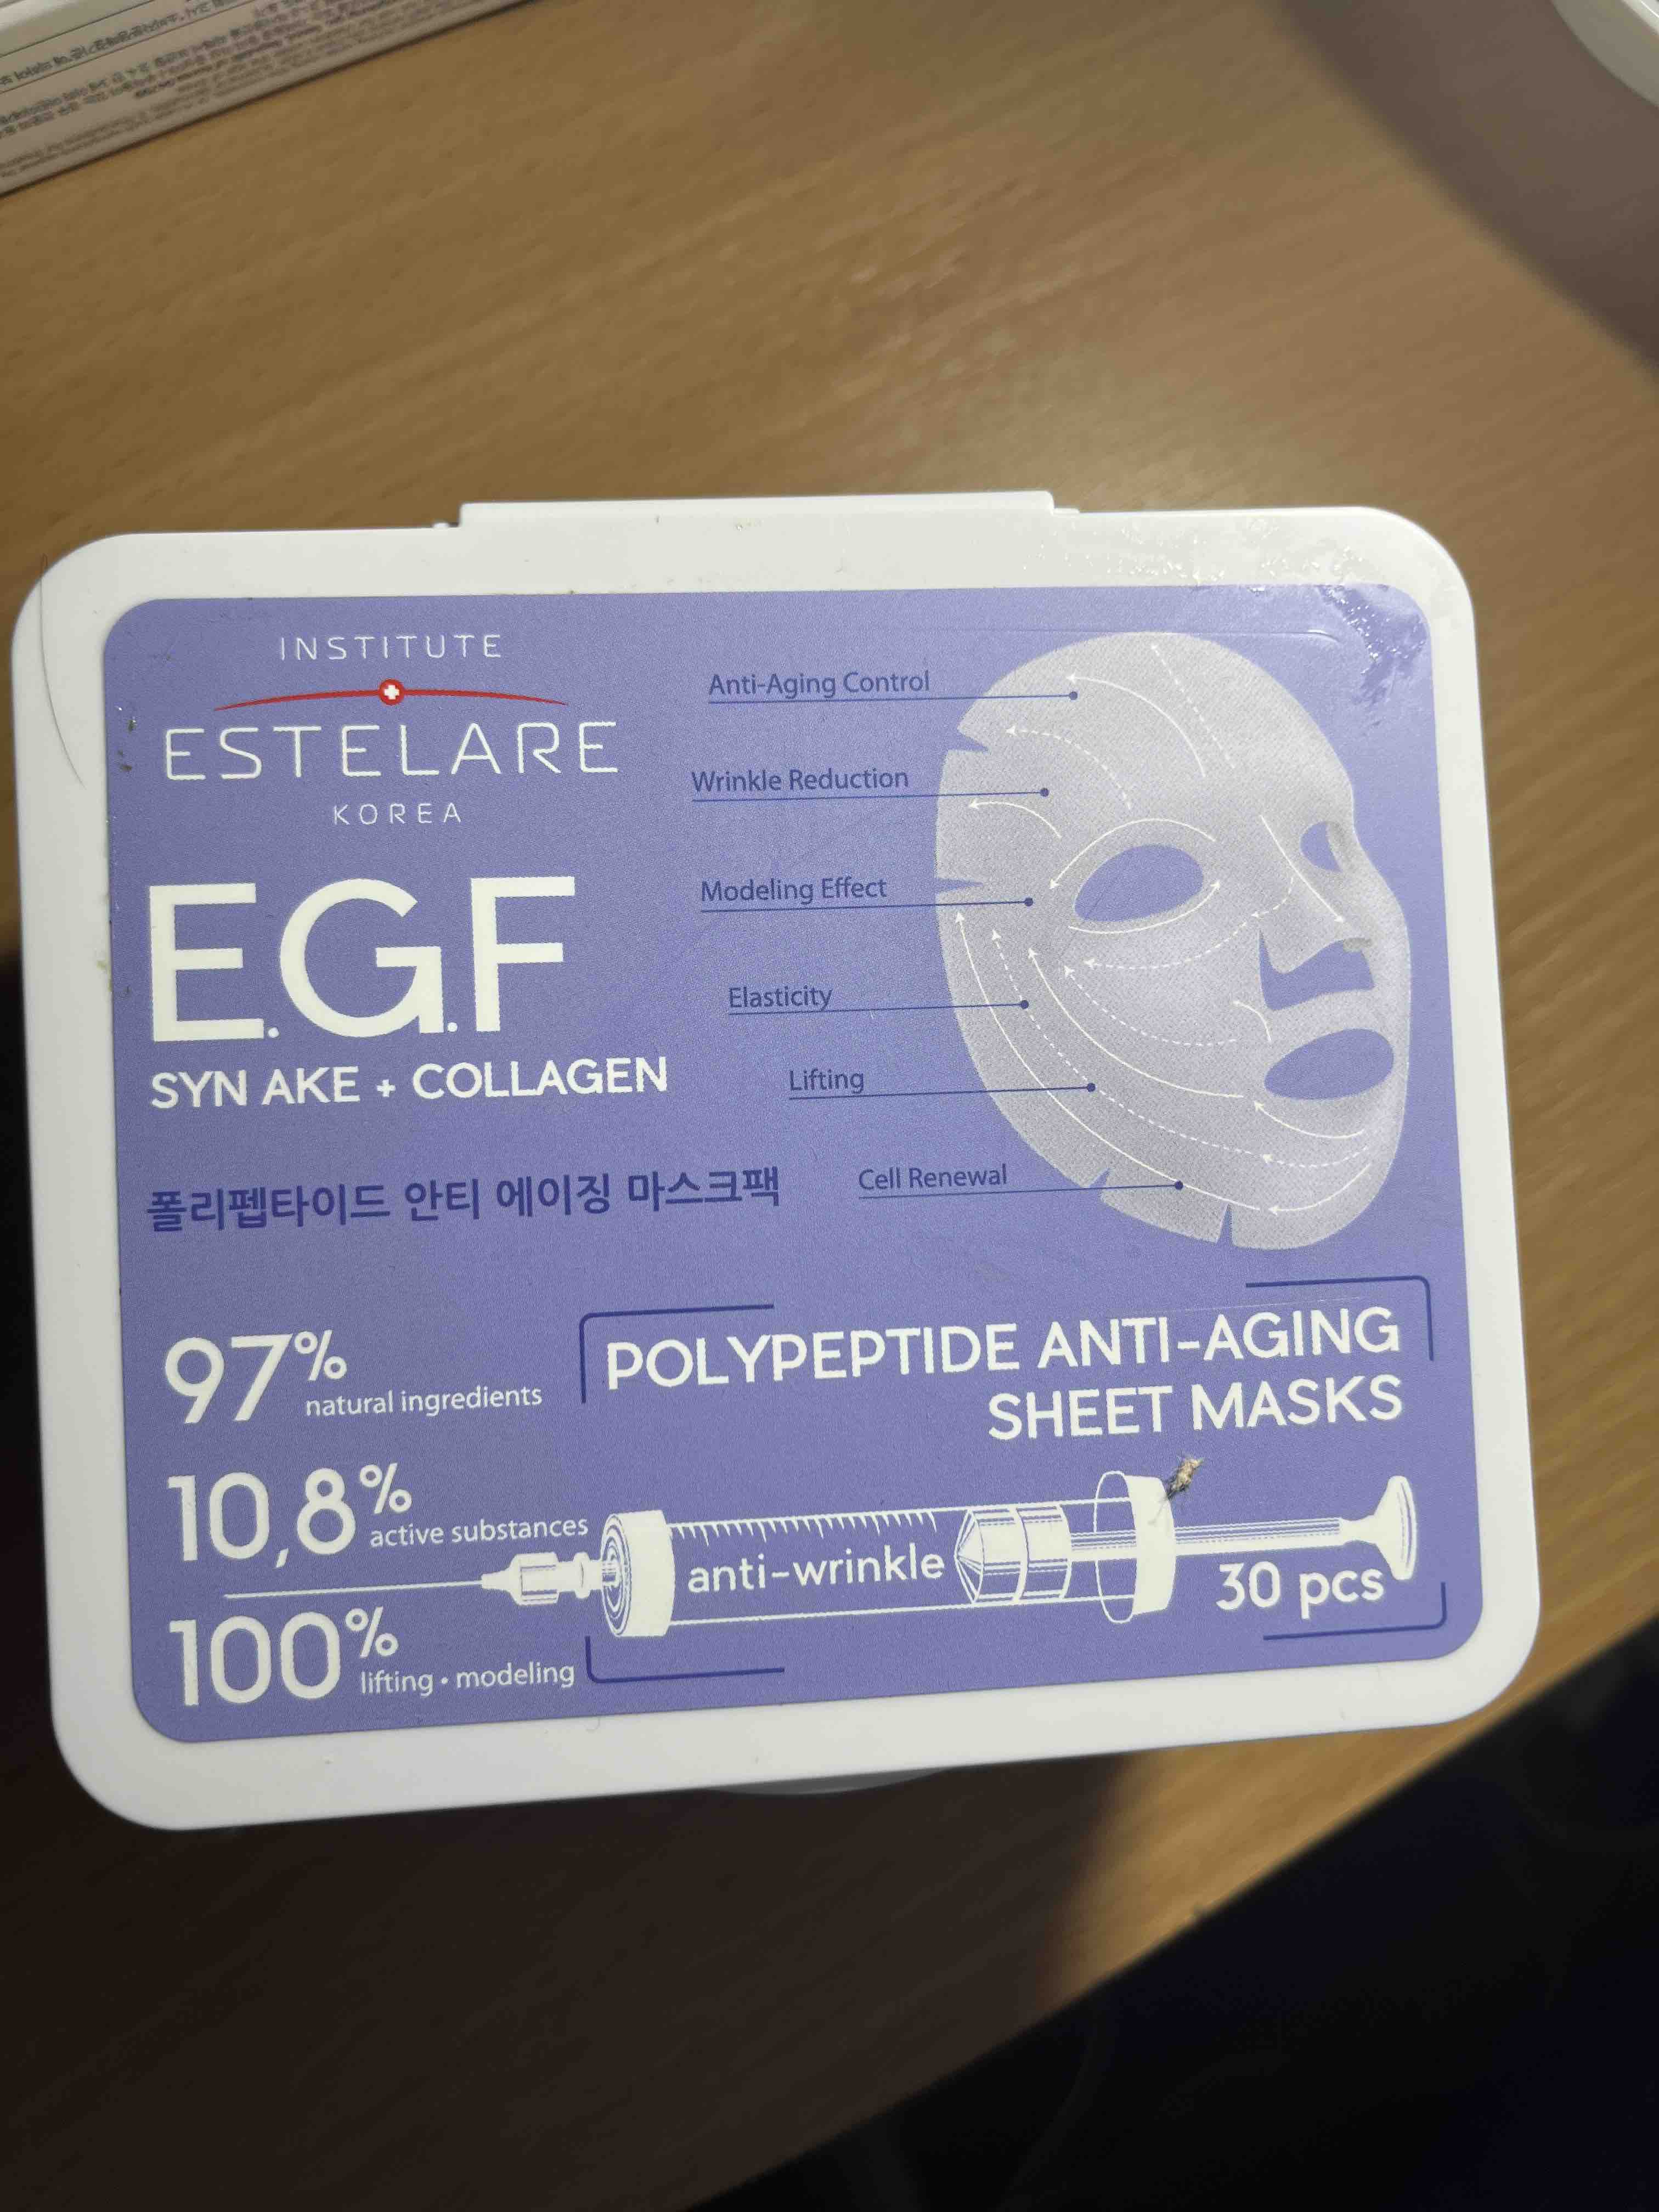 INSTITUTE
ESTELARE
KOREA
E.G.F
SYN AKE + COLLAGEN
폴리펩타이드 안티 에이징 마스크팩
Anti-Aging Control
Wrinkle Reduction
Modeling Effect
Elasticity
Lifting
Cell Renewal
97%
natural ingredients
10,8%
active substances
100%
lifting • modeling
POLYPEPTIDE ANTI-AGING
SHEET MASKS
anti-wrinkle
30 pcs